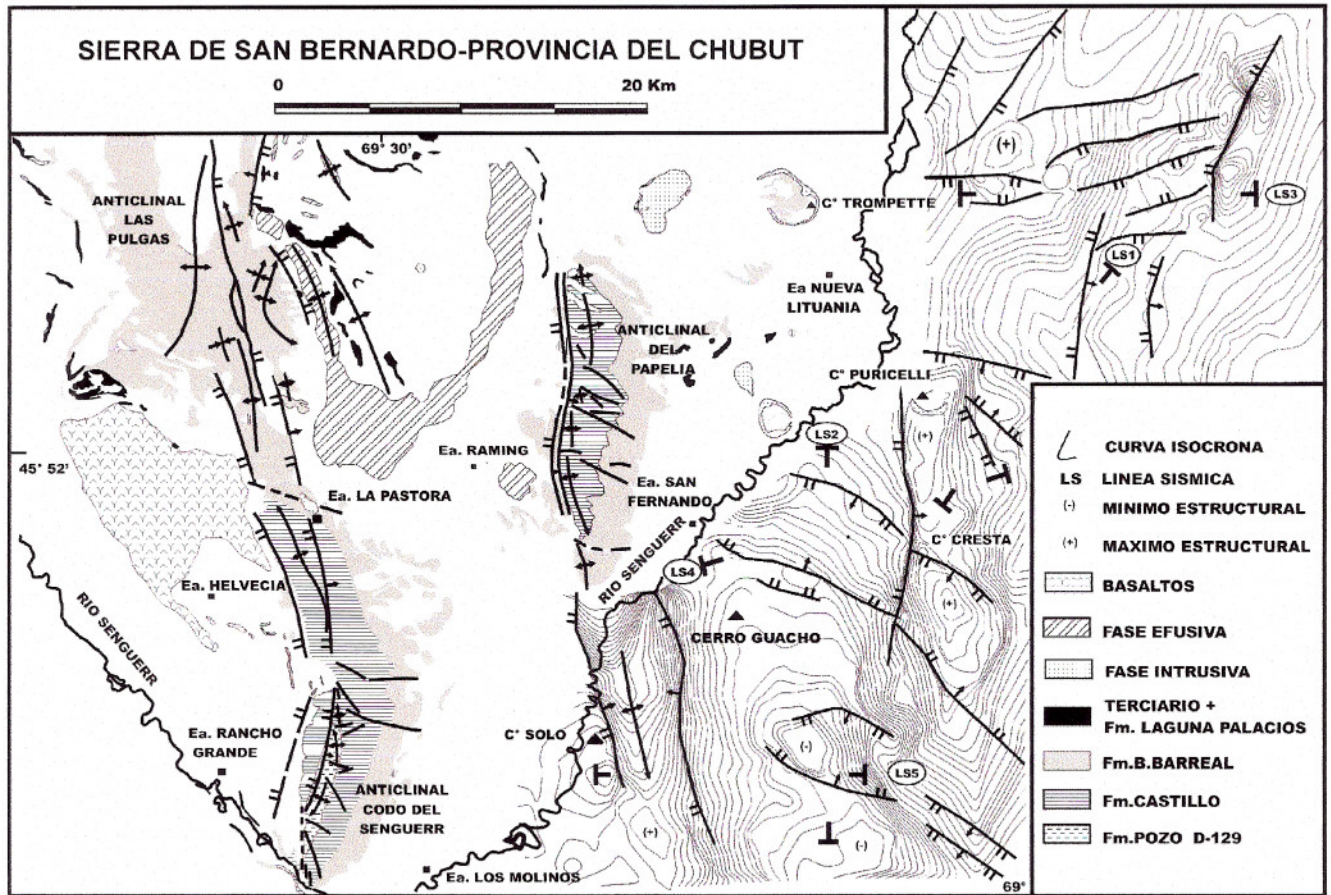 SIERRA DE SAN BERNARDO-PROVINCIA DEL CHUBUT
0
20 Km
69° 30'
ANTICLINAL
LAS
PULGAS
C° TROMPETTE
(+)
LS3
LS1
Ea NUEVA
LITUANIA
ANTICLINAL
DEL
PAPELIA
C° PURICELLI
(+)
LS2
45° 52'
Ea. RAMING
Ea. LA PASTORA
Ea. SAN
FERNANDO
C° CRESTA
RIO SENGUERR
LS4
Ea. HELVECIA
(+)
CERRO GUACHO
RIO SENGUERR
Ea. RANCHO
GRANDE
C° SOLO
(-)
LS5
ANTICLINAL
CODO DEL
SENGUERR
(+)
(-)
Ea. LOS MOLINOS
69°
CURVA ISOCRONA
LS LINEA SISMICA
(-) MINIMO ESTRUCTURAL
(+) MAXIMO ESTRUCTURAL
BASALTOS
FASE EFUSIVA
FASE INTRUSIVA
TERCIARIO +
Fm. LAGUNA PALACIOS
Fm.B.BARREAL
Fm.CASTILLO
Fm.POZO D-129